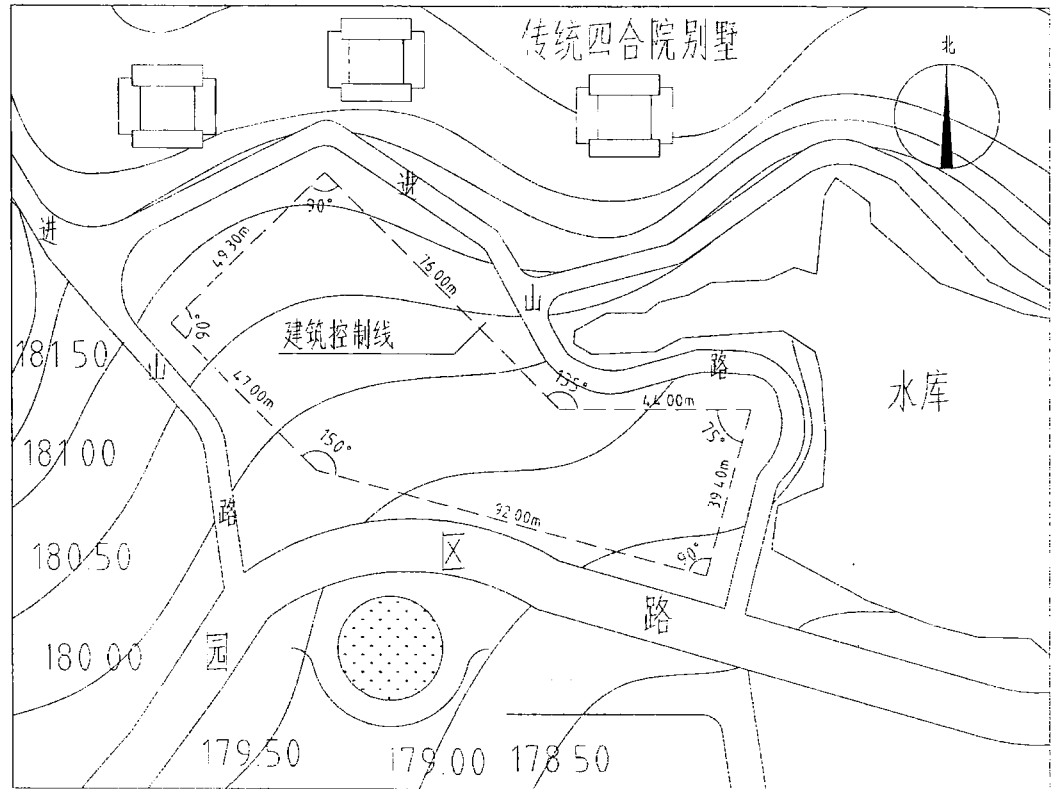 传统四合院别墅
北
进
进
90°
49.30m
76.00m
山
90°
建筑控制线
181.50
山
47.00m
路
135°
44.00m
水库
75°
150°
181.00
39.40m
路
92.00m
180.50
区
90°
路
180.00
园
179.50
179.00
178.50